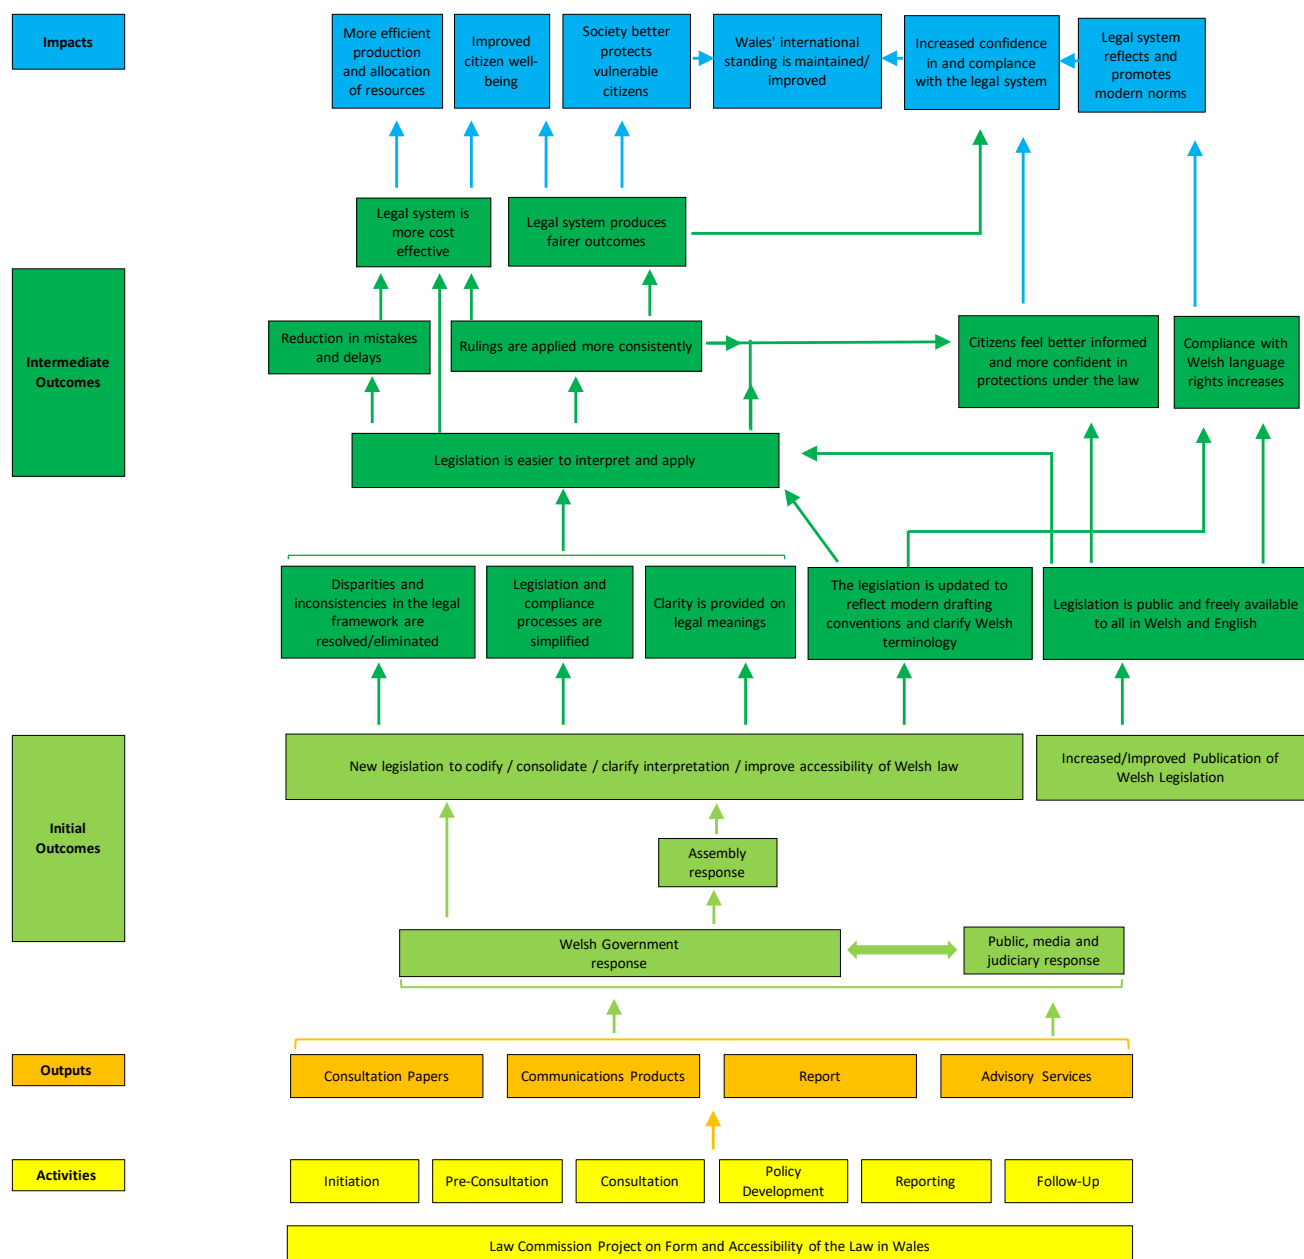 Impacts
More efficient
production
and allocation
of resources
Improved
citizen well-
being
Society better
protects
vulnerable
citizens
Wales' international
standing is maintained/
improved
Increased confidence
in and compliance
with the legal system
Legal system
reflects and
promotes
modern norms
Legal system is
more cost
effective
Legal system produces
fairer outcomes
Intermediate
Outcomes
Reduction in mistakes
and delays
Rulings are applied more consistently
Citizens feel better informed
and more confident in
protections under the law
Compliance with
Welsh language
rights increases
Legislation is easier to interpret and apply
Disparities and
inconsistencies in the legal
framework are
resolved/eliminated
Legislation and
compliance
processes are
simplified
Clarity is provided on
legal meanings
The legislation is updated to
reflect modern drafting
conventions and clarify Welsh
terminology
Legislation is public and freely available
to all in Welsh and English
Initial
Outcomes
New legislation to codify / consolidate / clarify interpretation / improve accessibility of Welsh law
Increased/Improved Publication of
Welsh Legislation
Assembly
response
Welsh Government
response
Public, media and
judiciary response
Outputs
Consultation Papers
Communications Products
Report
Advisory Services
Activities
Initiation
Pre-Consultation
Consultation
Policy
Development
Reporting
Follow-Up
Law Commission Project on Form and Accessibility of the Law in Wales